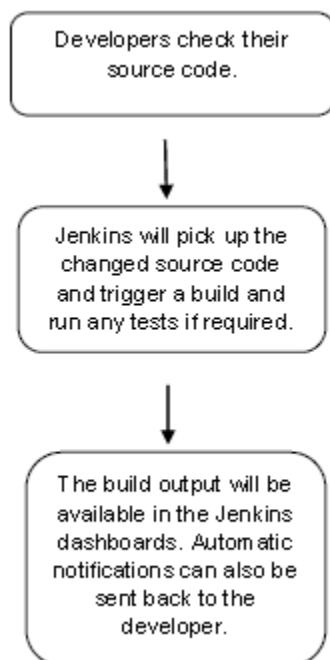 Developers check their
source code.
Jenkins will pick up the
changed source code
and trigger a build and
run any tests if required.
The build output will be
available in the Jenkins
dashboards. Automatic
notifications can also be
sent back to the
developer.